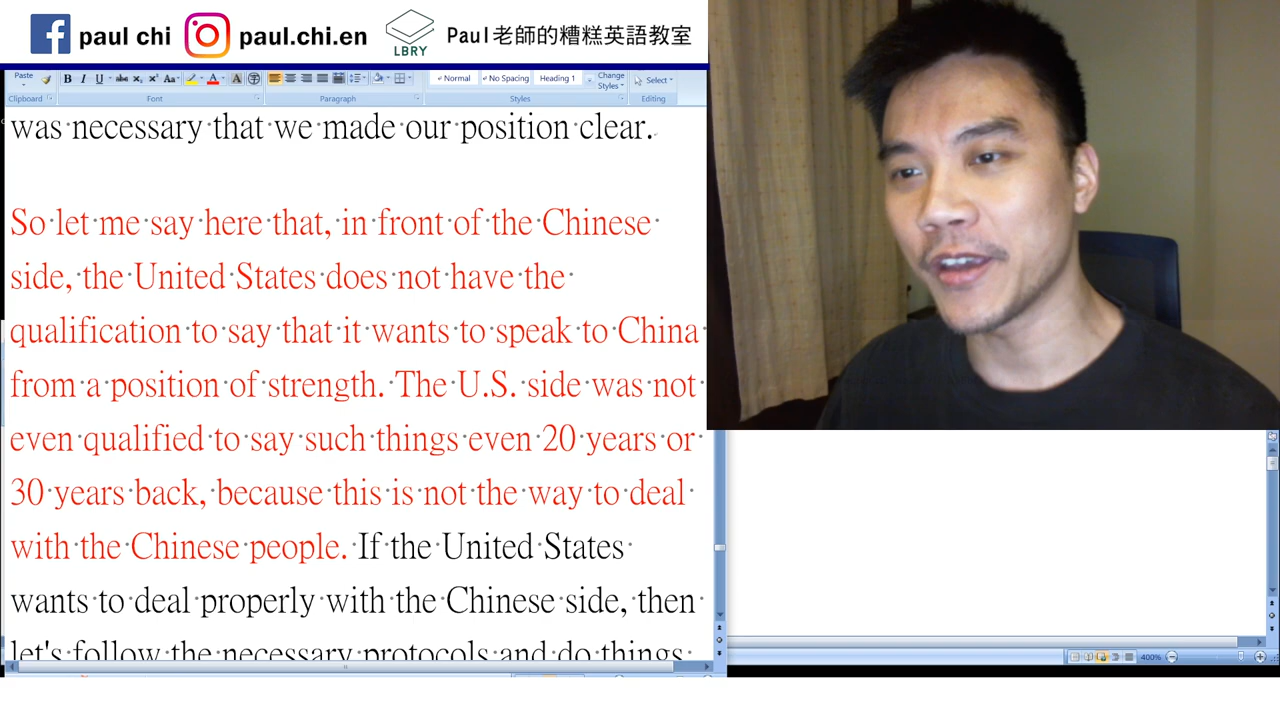 paul chi paul.chi.en LBRY Paul老師的糟糕英語教室
Paste B I U abc x₂ x² Aa A A Normal No Spacing Heading 1 Change Styles Select
Clipboard Font Paragraph Styles Editing
was necessary that we made our position clear.
So let me say here that, in front of the Chinese
side, the United States does not have the
qualification to say that it wants to speak to China
from a position of strength. The U.S. side was not
even qualified to say such things even 20 years or
30 years back, because this is not the way to deal
with the Chinese people. If the United States
wants to deal properly with the Chinese side, then
let's follow the necessary protocols and do things
400%